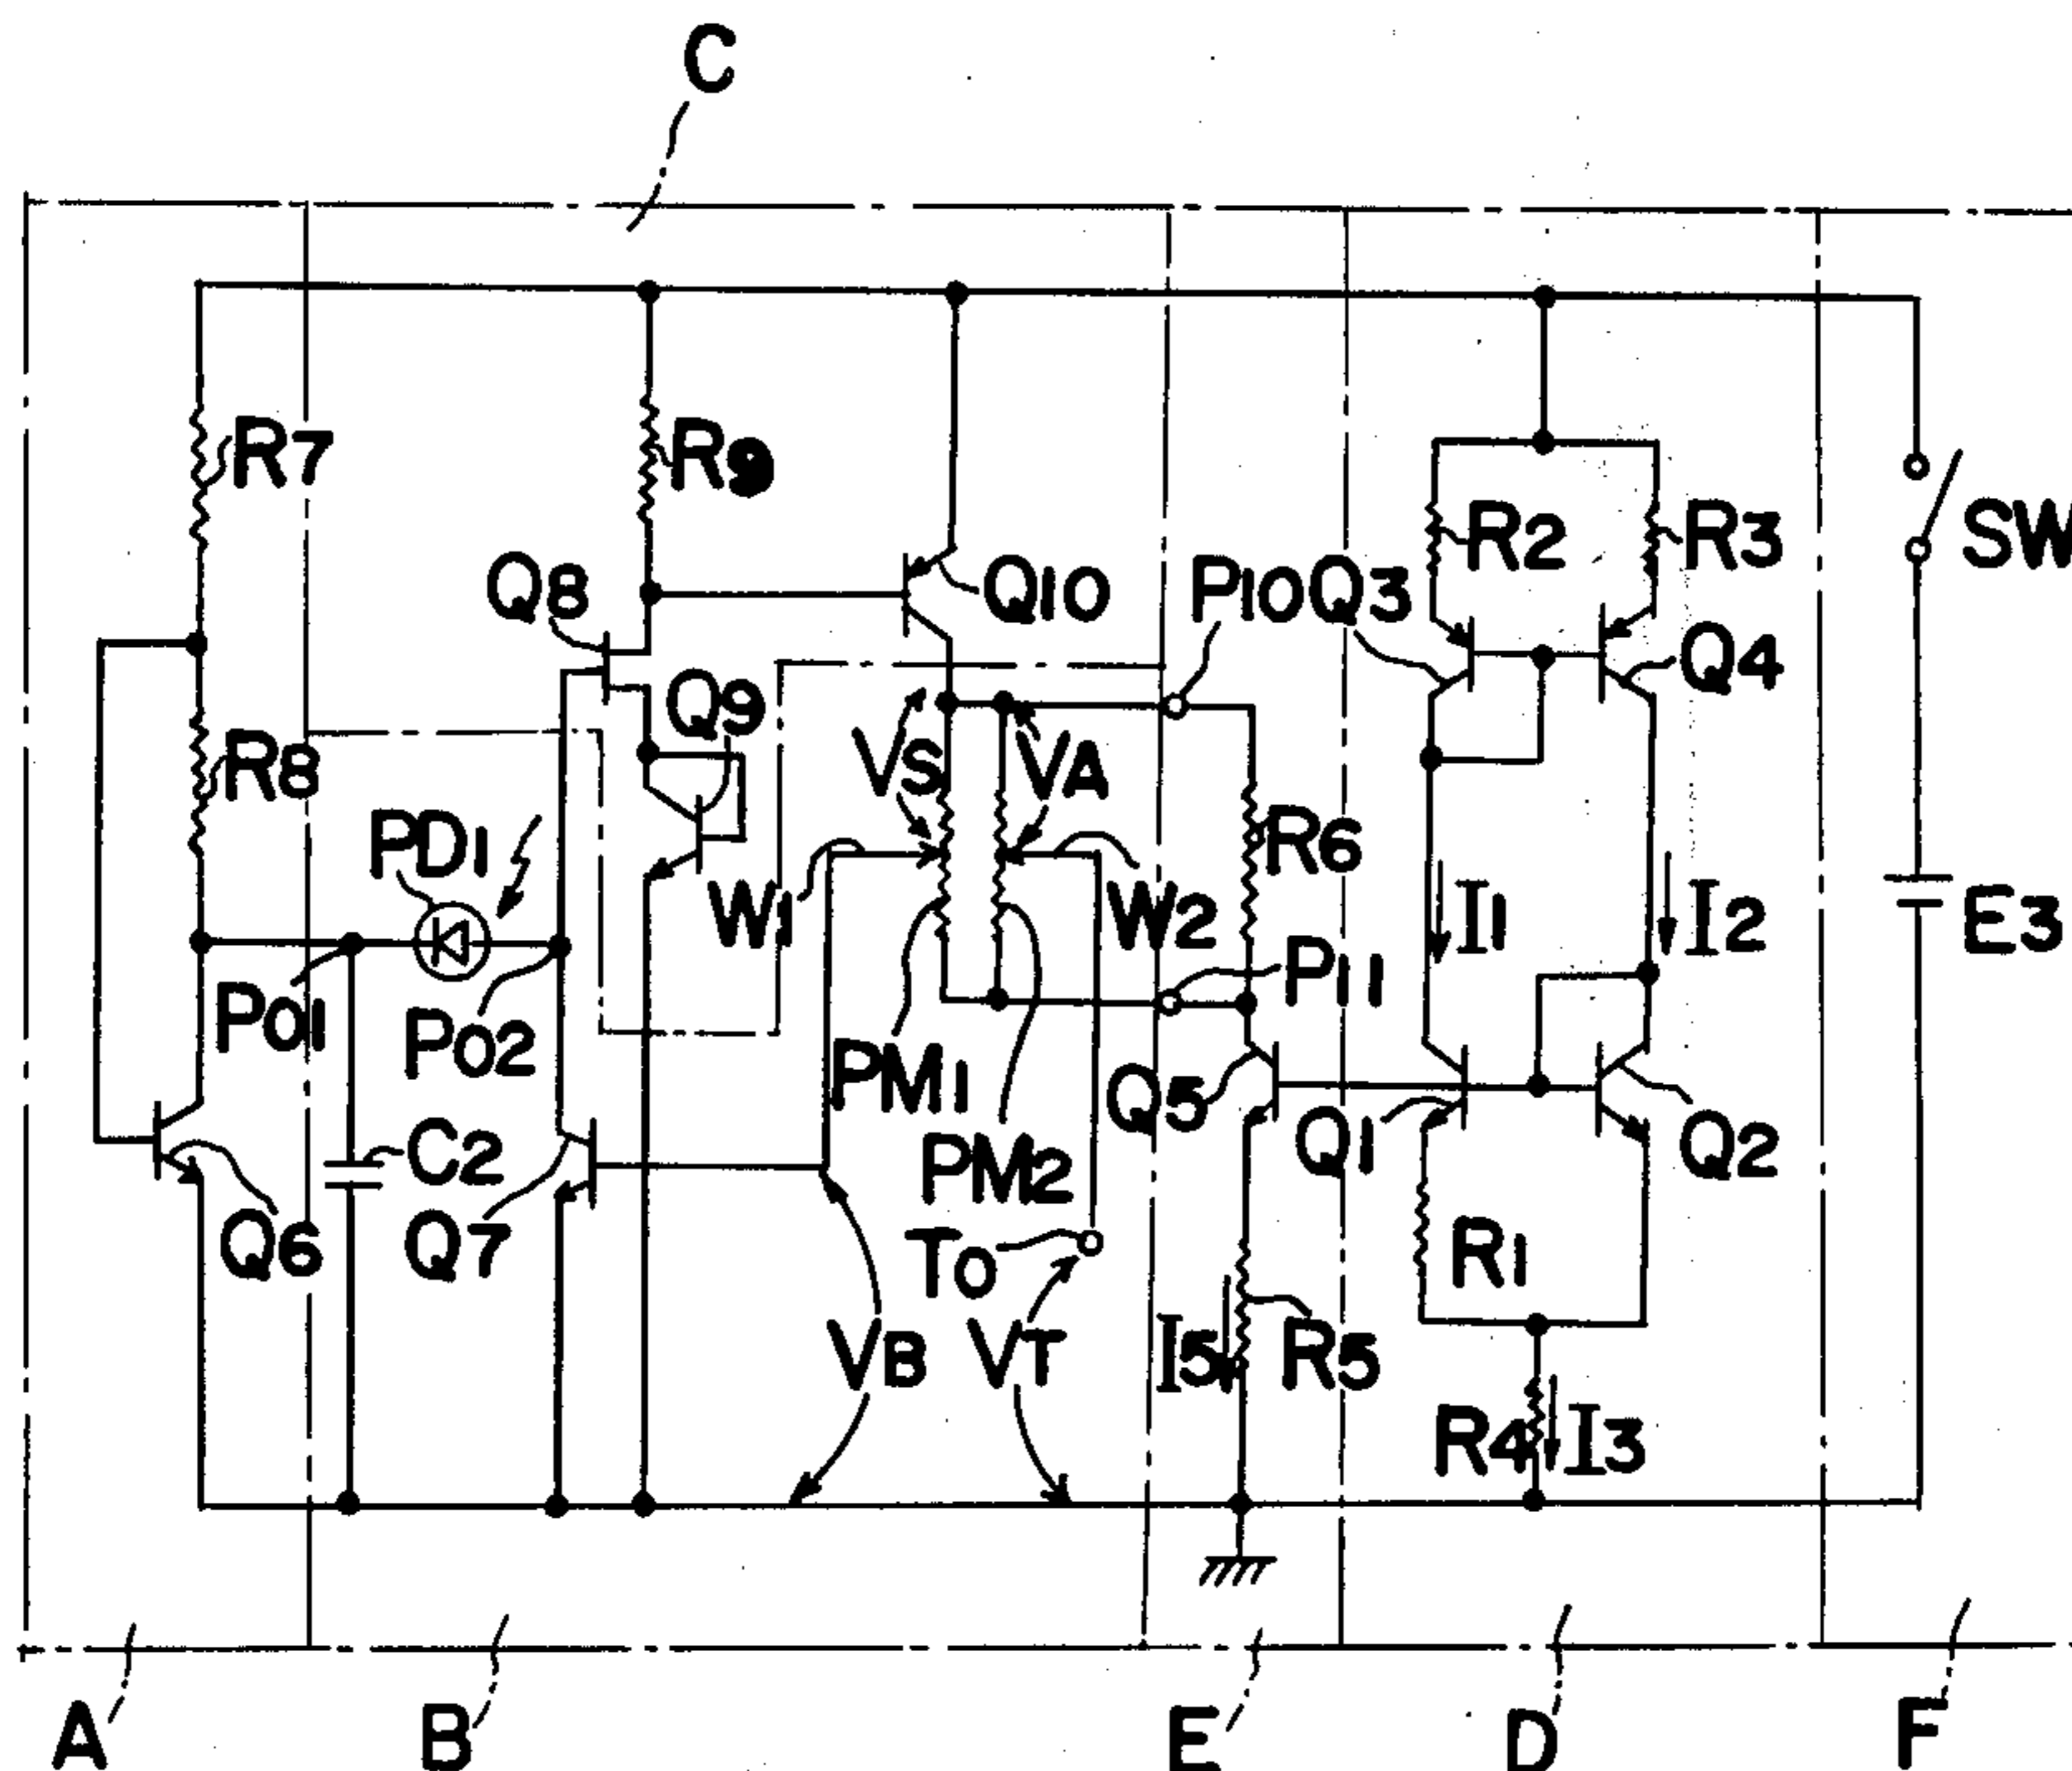 C
R7
R9
R2
R3
SW
Q8
Q10
P10
Q3
Q4
Q9
VS
VA
R8
PD1
R6
W1
W2
I1
I2
E3
P01
P02
P11
PM1
Q5
Q1
Q2
C2
PM2
Q6
Q7
T0
R1
VB
VT
I5
R5
R4
I3
A
B
E
D
F